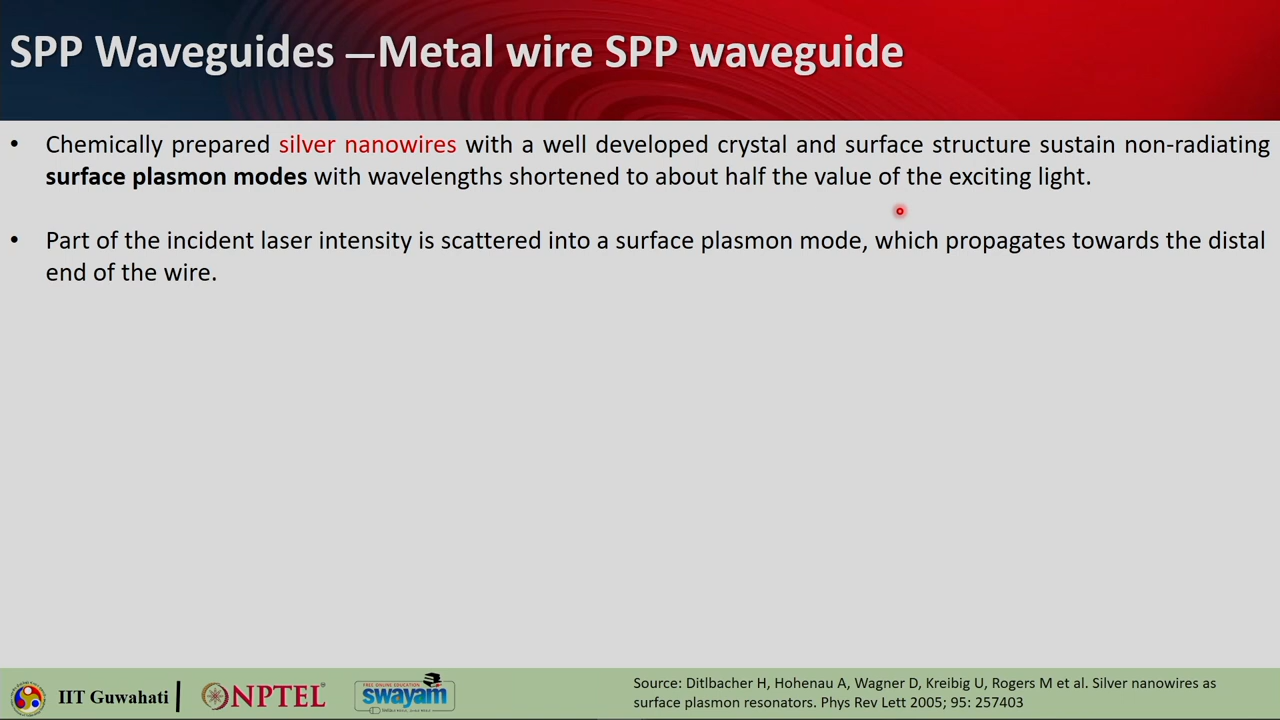 SPP Waveguides —Metal wire SPP waveguide
• Chemically prepared silver nanowires with a well developed crystal and surface structure sustain non-radiating
surface plasmon modes with wavelengths shortened to about half the value of the exciting light.
• Part of the incident laser intensity is scattered into a surface plasmon mode, which propagates towards the distal
end of the wire.
IIT Guwahati
NPTEL
FREE ONLINE EDUCATION
swayam
Source: Ditlbacher H, Hohenau A, Wagner D, Kreibig U, Rogers M et al. Silver nanowires as
surface plasmon resonators. Phys Rev Lett 2005; 95: 257403